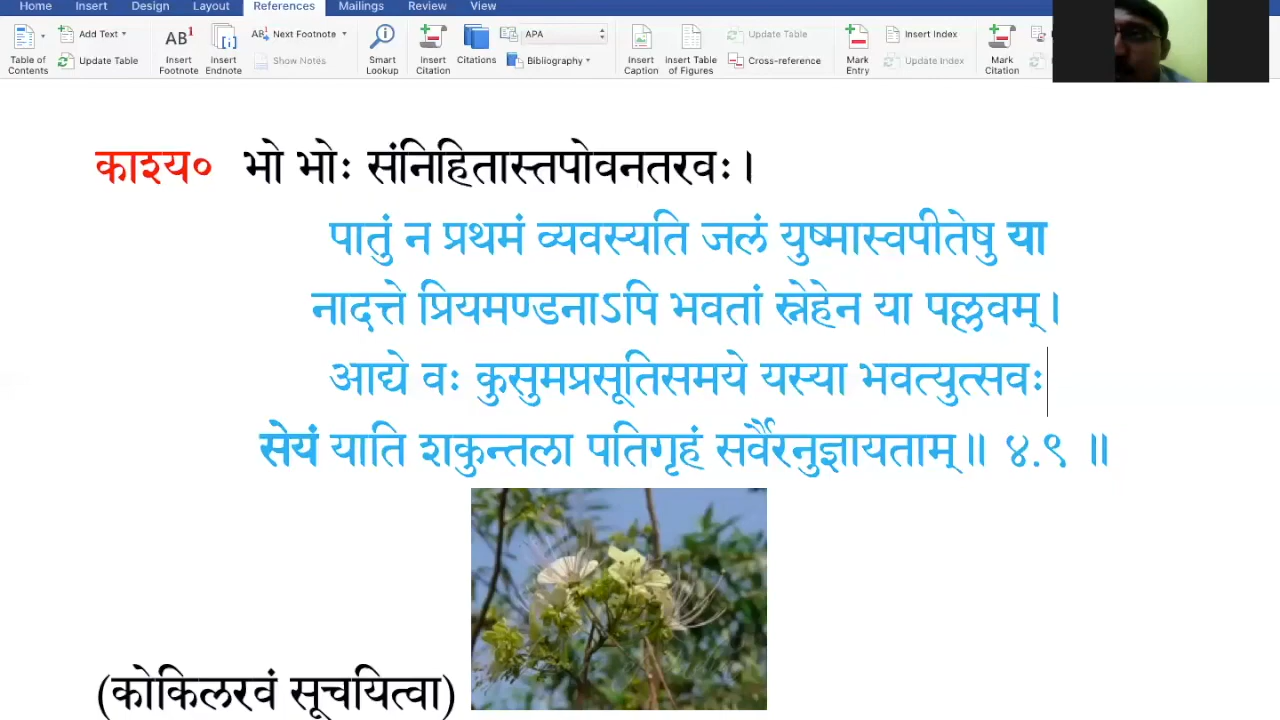 Home Insert Design Layout References Mailings Review View
Table of Contents
Add Text
Update Table
AB1 Insert Footnote
Insert Endnote
AB1 Next Footnote
Show Notes
Smart Lookup
Insert Citation
Citations
APA
Bibliography
Insert Caption
Insert Table of Figures
Update Table
Cross-reference
Mark Entry
Insert Index
Update Index
Mark Citation
काश्य० भो भोः संनिहितास्तपोवनतरवः।
पातुं न प्रथमं व्यवस्यति जलं युष्मास्वपीतेषु या
नादत्ते प्रियमण्डनाऽपि भवतां स्नेहेन या पल्लवम्।
आद्ये वः कुसुमप्रसूतिसमये यस्या भवत्युत्सवः
सेयं याति शकुन्तला पतिगृहं सर्वैरनुज्ञायताम्॥ ४.९ ॥
(कोकिलरवं सूचयित्वा)